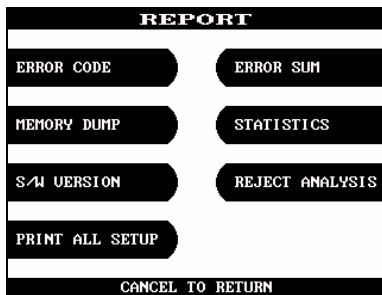 REPORT
ERROR CODE
ERROR SUM
MEMORY DUMP
STATISTICS
S/W VERSION
REJECT ANALYSIS
PRINT ALL SETUP
CANCEL TO RETURN